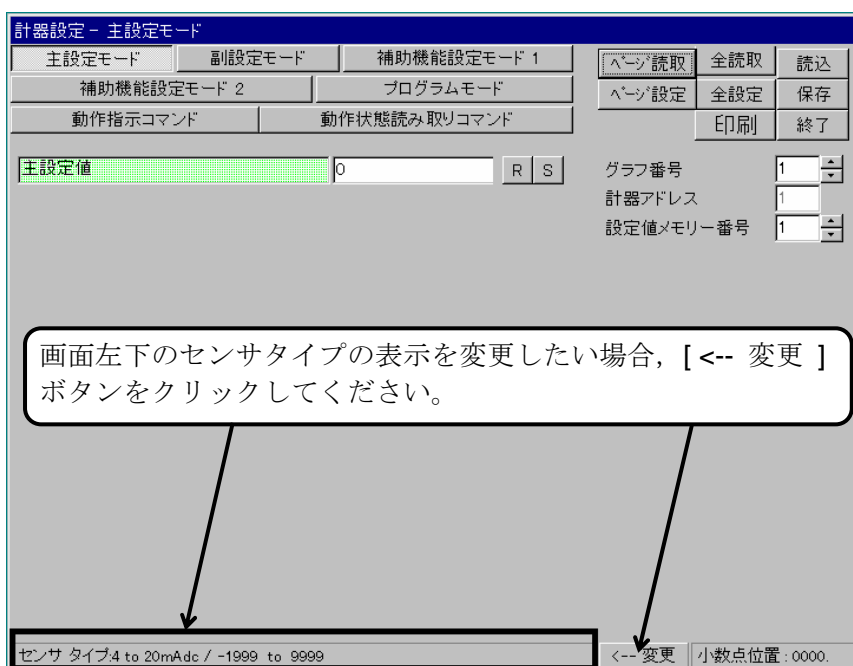 計器設定 - 主設定モード
主設定モード 副設定モード 補助機能設定モード 1
補助機能設定モード 2 プログラムモード
動作指示コマンド 動作状態読み取りコマンド
ページ読取 全読取 読込
ページ設定 全設定 保存
印刷 終了
主設定値 0 R S
グラフ番号 1
計器アドレス 1
設定値メモリー番号 1
画面左下のセンサタイプの表示を変更したい場合, [ <-- 変更 ]
ボタンをクリックしてください。
センサ タイプ:4 to 20mAdc / -1999 to 9999
<-- 変更 小数点位置 : 0000.